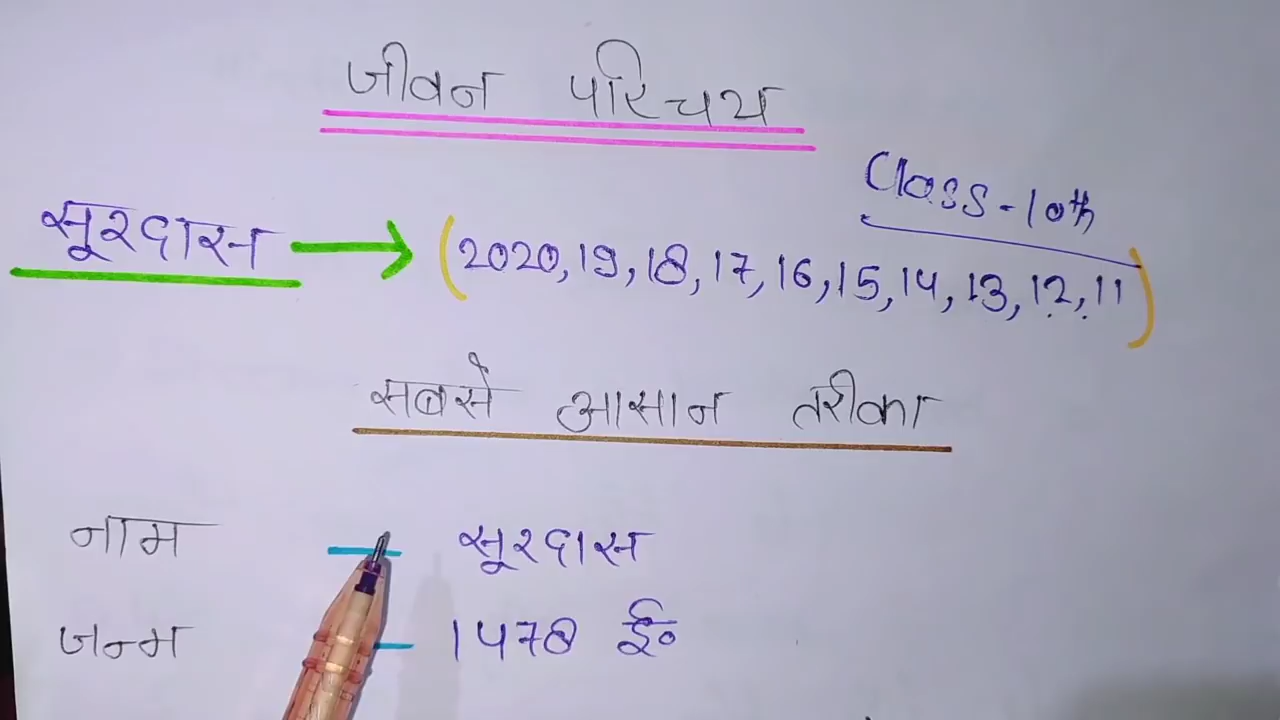 जीवन परिचय
Class-10th
सूरदास → (2020, 19, 18, 17, 16, 15, 14, 13, 12, 11)
सबसे आसान तरीका
नाम — सूरदास
जन्म — 1478 ई०